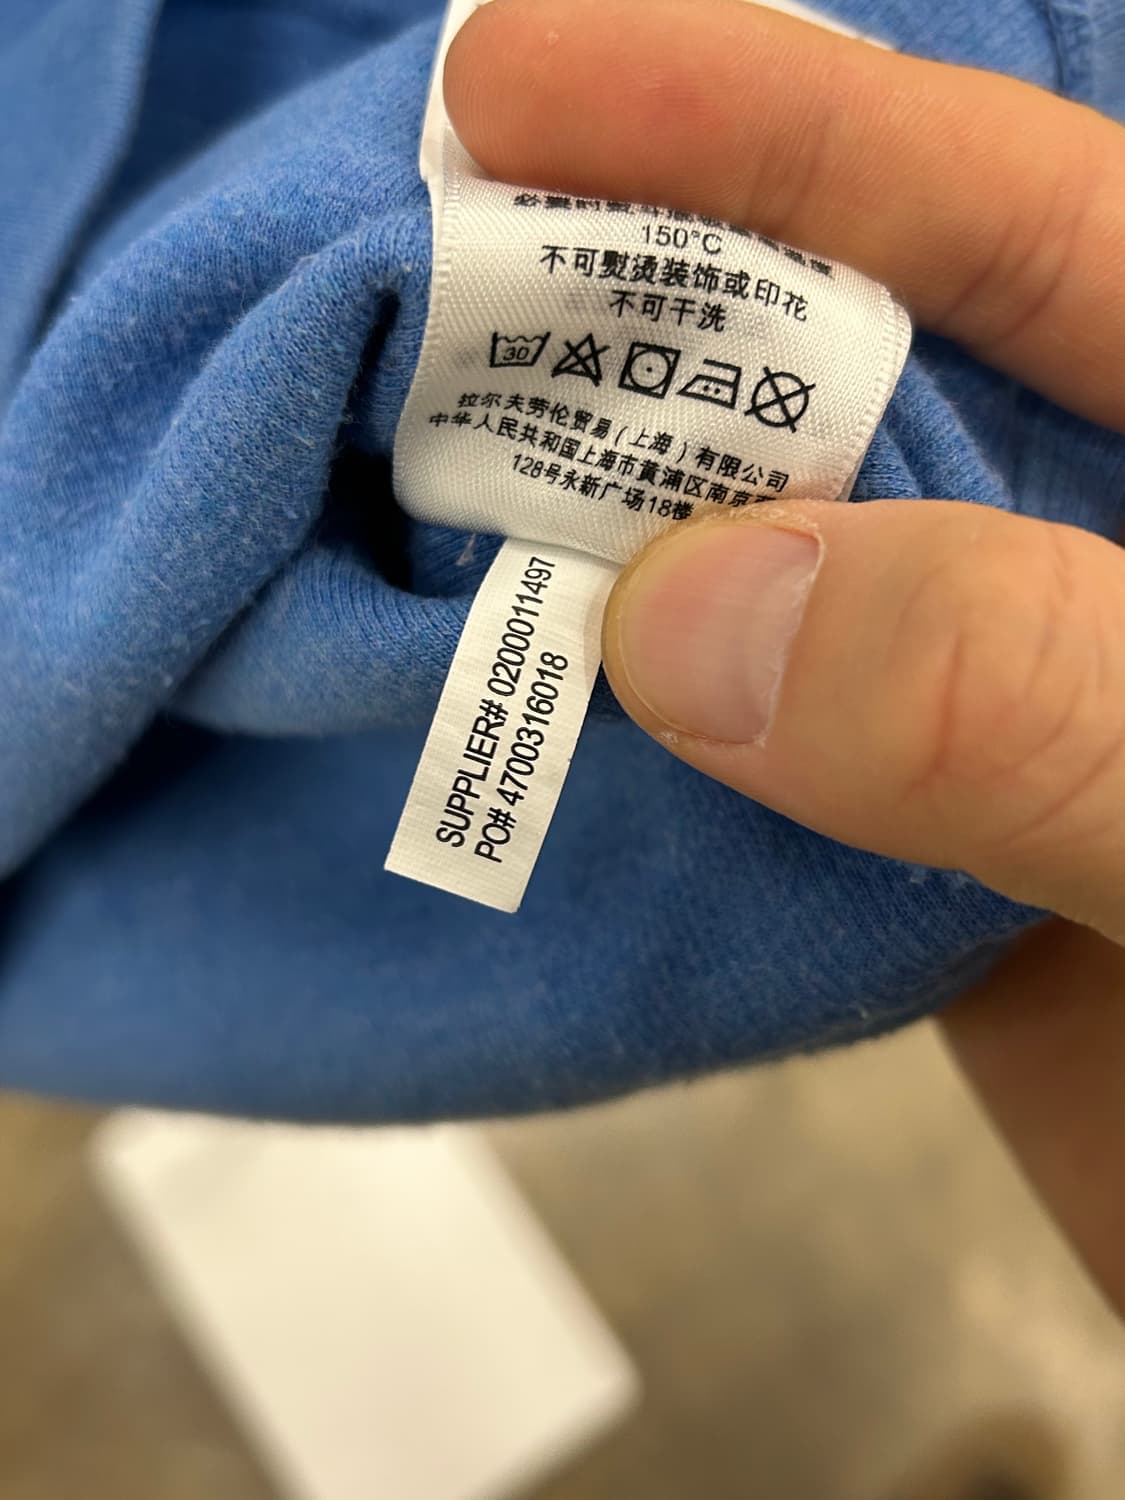 150°C
不可熨烫装饰或印花
不可干洗
30
拉尔夫劳伦贸易(上海)有限公司
中华人民共和国上海市黄浦区南京
128号永新广场18楼
SUPPLIER# 0200011497
PO# 4700316018